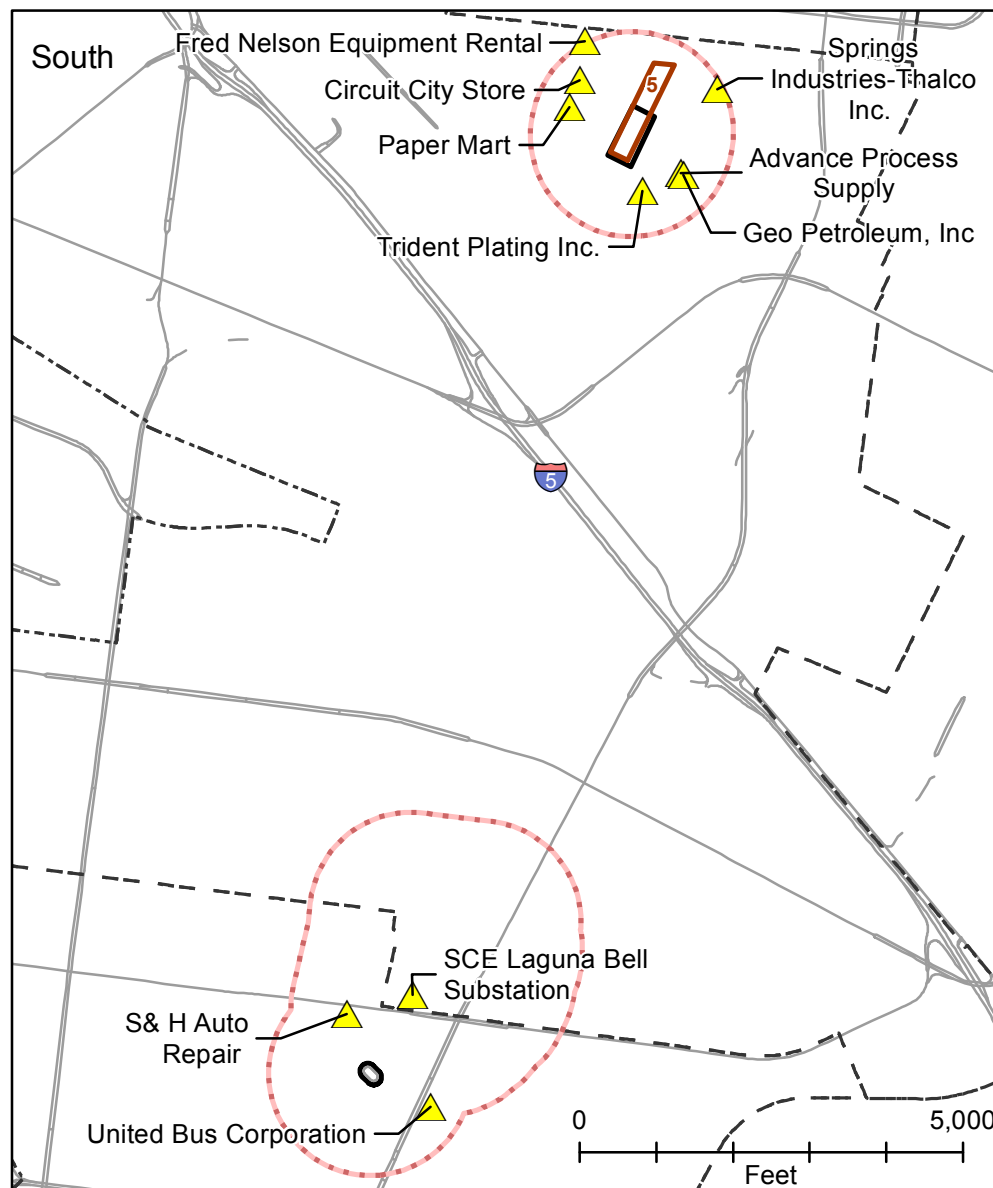 South
Fred Nelson Equipment Rental
Circuit City Store
Paper Mart
5
Springs
Industries-Thalco
Inc.
Advance Process
Supply
Geo Petroleum, Inc
Trident Plating Inc.
5
SCE Laguna Bell
Substation
S& H Auto
Repair
United Bus Corporation
0
5,000
Feet